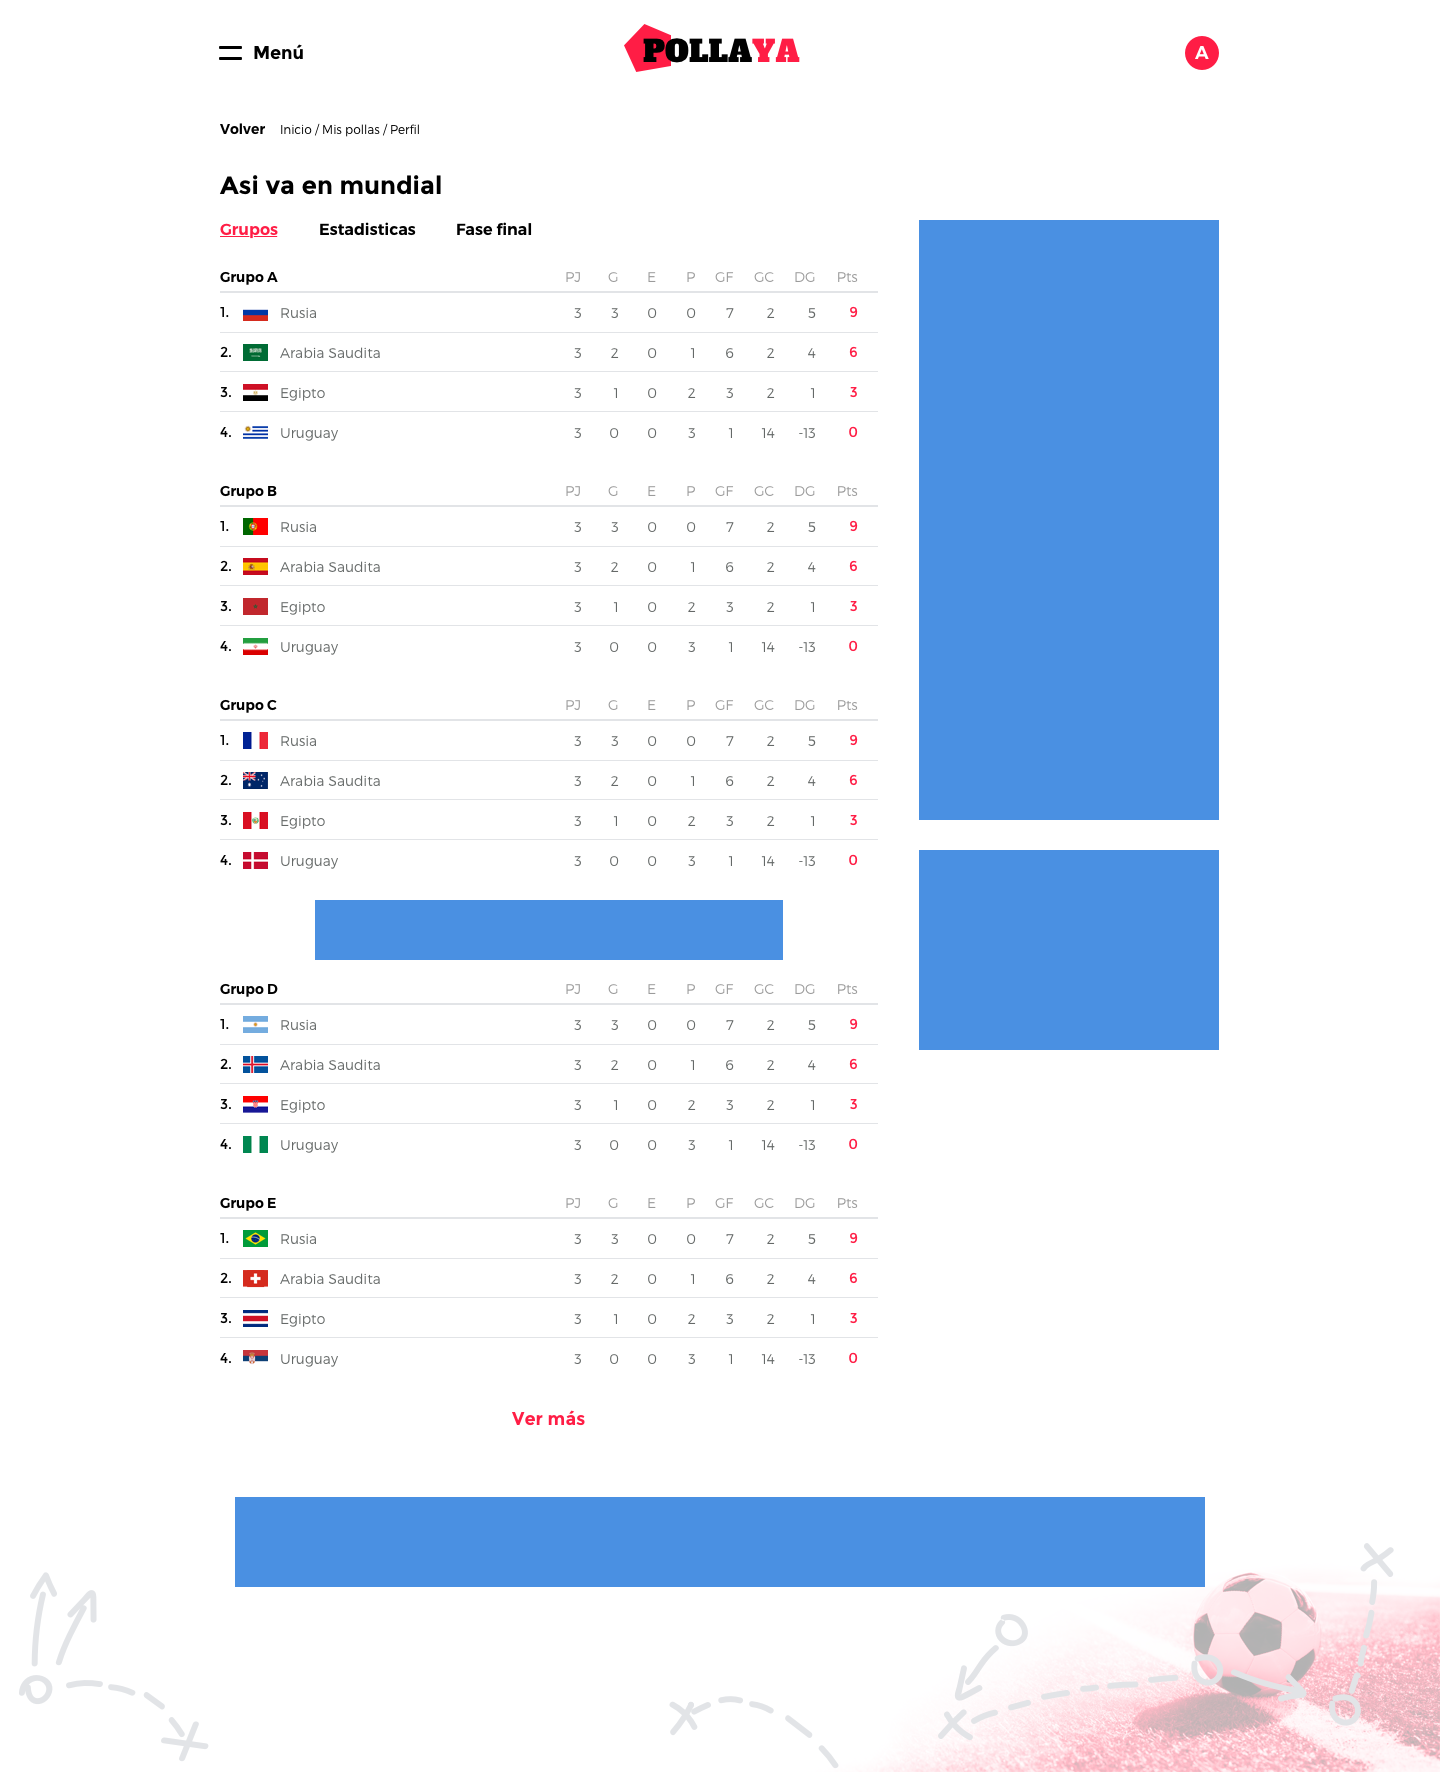 Menú
POLLAYA
A
Volver Inicio / Mis pollas / Perfil
Asi va en mundial
Grupos Estadisticas Fase final
Grupo A PJ G E P GF GC DG Pts
1. Rusia 3 3 0 0 7 2 5 9
2. Arabia Saudita 3 2 0 1 6 2 4 6
3. Egipto 3 1 0 2 3 2 1 3
4. Uruguay 3 0 0 3 1 14 -13 0
Grupo B PJ G E P GF GC DG Pts
1. Rusia 3 3 0 0 7 2 5 9
2. Arabia Saudita 3 2 0 1 6 2 4 6
3. Egipto 3 1 0 2 3 2 1 3
4. Uruguay 3 0 0 3 1 14 -13 0
Grupo C PJ G E P GF GC DG Pts
1. Rusia 3 3 0 0 7 2 5 9
2. Arabia Saudita 3 2 0 1 6 2 4 6
3. Egipto 3 1 0 2 3 2 1 3
4. Uruguay 3 0 0 3 1 14 -13 0
Grupo D PJ G E P GF GC DG Pts
1. Rusia 3 3 0 0 7 2 5 9
2. Arabia Saudita 3 2 0 1 6 2 4 6
3. Egipto 3 1 0 2 3 2 1 3
4. Uruguay 3 0 0 3 1 14 -13 0
Grupo E PJ G E P GF GC DG Pts
1. Rusia 3 3 0 0 7 2 5 9
2. Arabia Saudita 3 2 0 1 6 2 4 6
3. Egipto 3 1 0 2 3 2 1 3
4. Uruguay 3 0 0 3 1 14 -13 0
Ver más